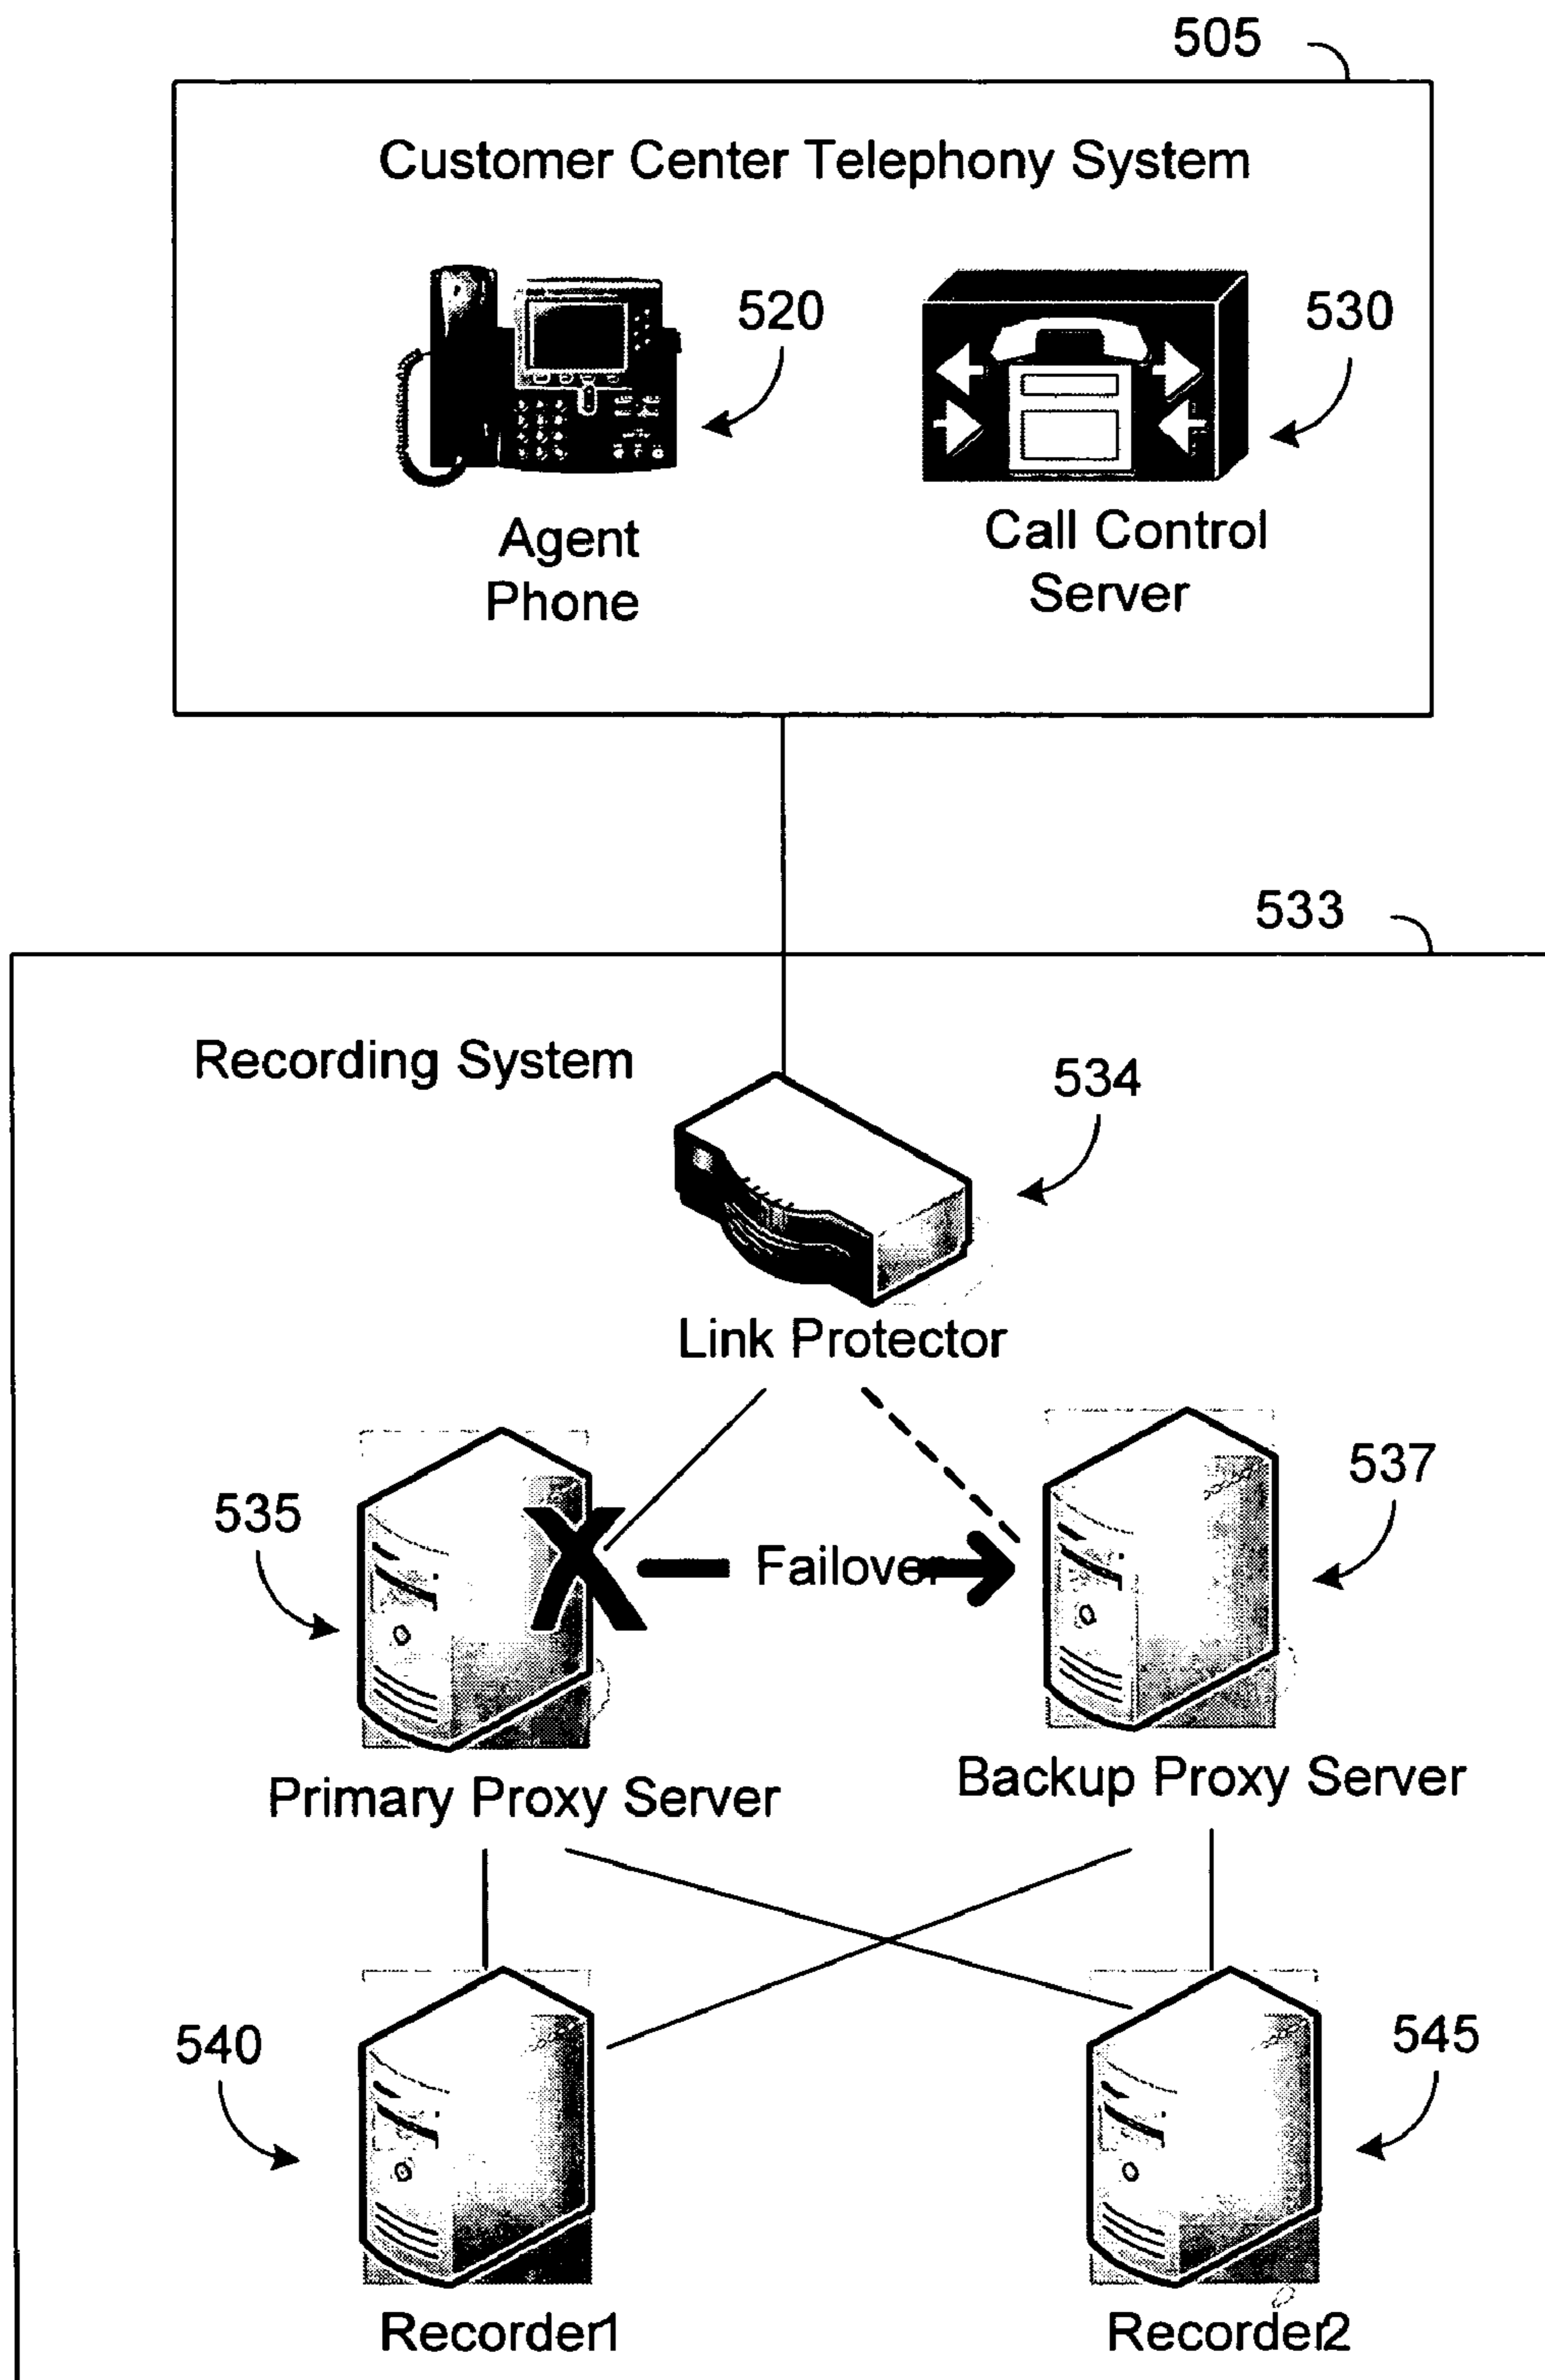 505
Customer Center Telephony System
520
530
Agent
Phone
Call Control
Server
533
Recording System
534
Link Protector
535
537
X
Failover
Primary Proxy Server
Backup Proxy Server
540
545
Recorder1
Recorder2